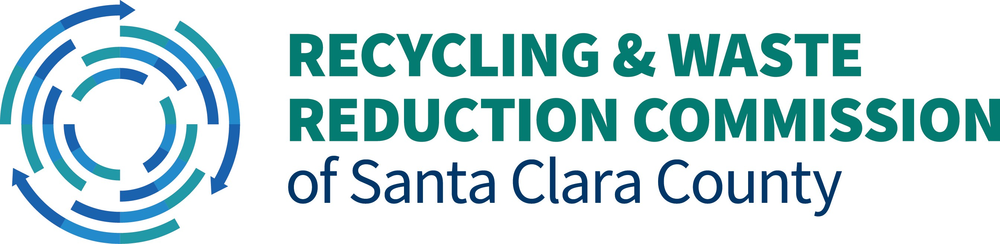 RECYCLING & WASTE
REDUCTION COMMISSION
of Santa Clara County